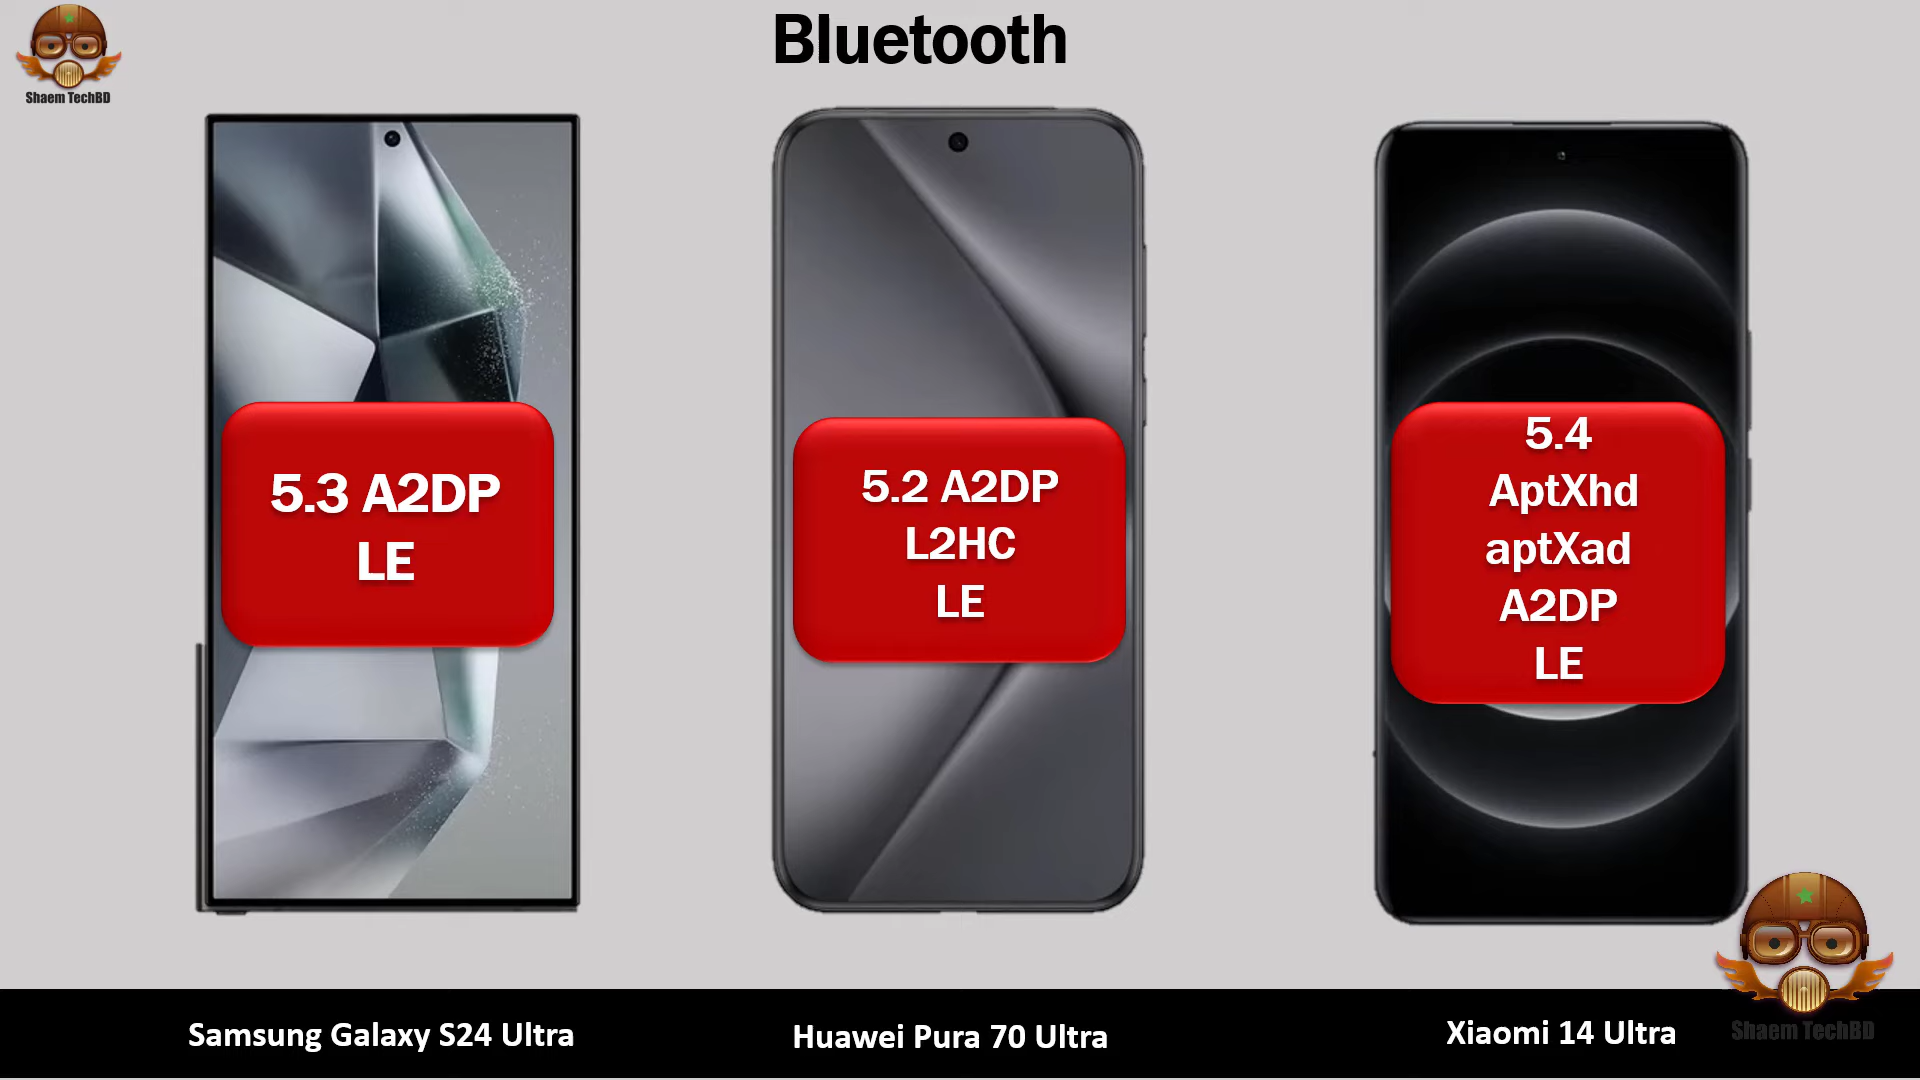 Bluetooth
Shaem TechBD
5.3 A2DP
LE
5.2 A2DP
L2HC
LE
5.4
AptXhd
aptXad
A2DP
LE
Samsung Galaxy S24 Ultra
Huawei Pura 70 Ultra
Xiaomi 14 Ultra
Shaem TechBD